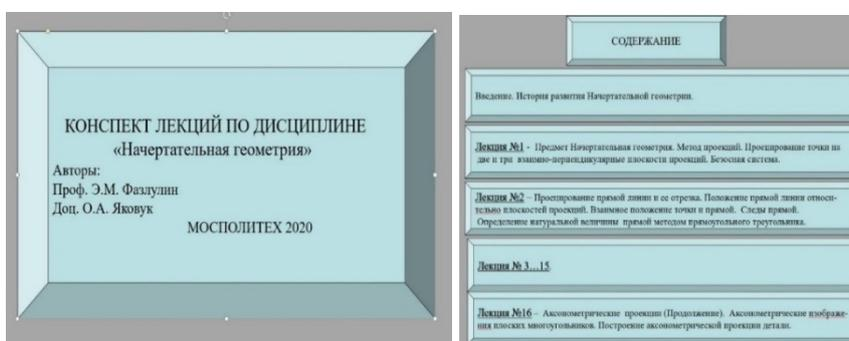 КОНСПЕКТ ЛЕКЦИЙ ПО ДИСЦИПЛИНЕ
«Начертательная геометрия»
Авторы:
Проф. Э.М. Фазлулин
Доц. О.А. Яковук
МОСПОЛИТЕХ 2020
СОДЕРЖАНИЕ
Введение. История развития Начертательной геометрии.
Лекция №1 - Предмет Начертательная геометрия. Метод проекций. Проецирование точки на
две и три взаимно-перпендикулярные плоскости проекций. Безосная система.
Лекция №2 – Проецирование прямой линии и ее отрезка. Положение прямой линии относи-
тельно плоскостей проекций. Взаимное положение точки и прямой. Следы прямой.
Определение натуральной величины прямой методом прямоугольного треугольника.
Лекция № 3…15.
Лекция №16 – Аксонометрические проекции (Продолжение). Аксонометрические изображе-
ния плоских многоугольников. Построение аксонометрической проекции детали.